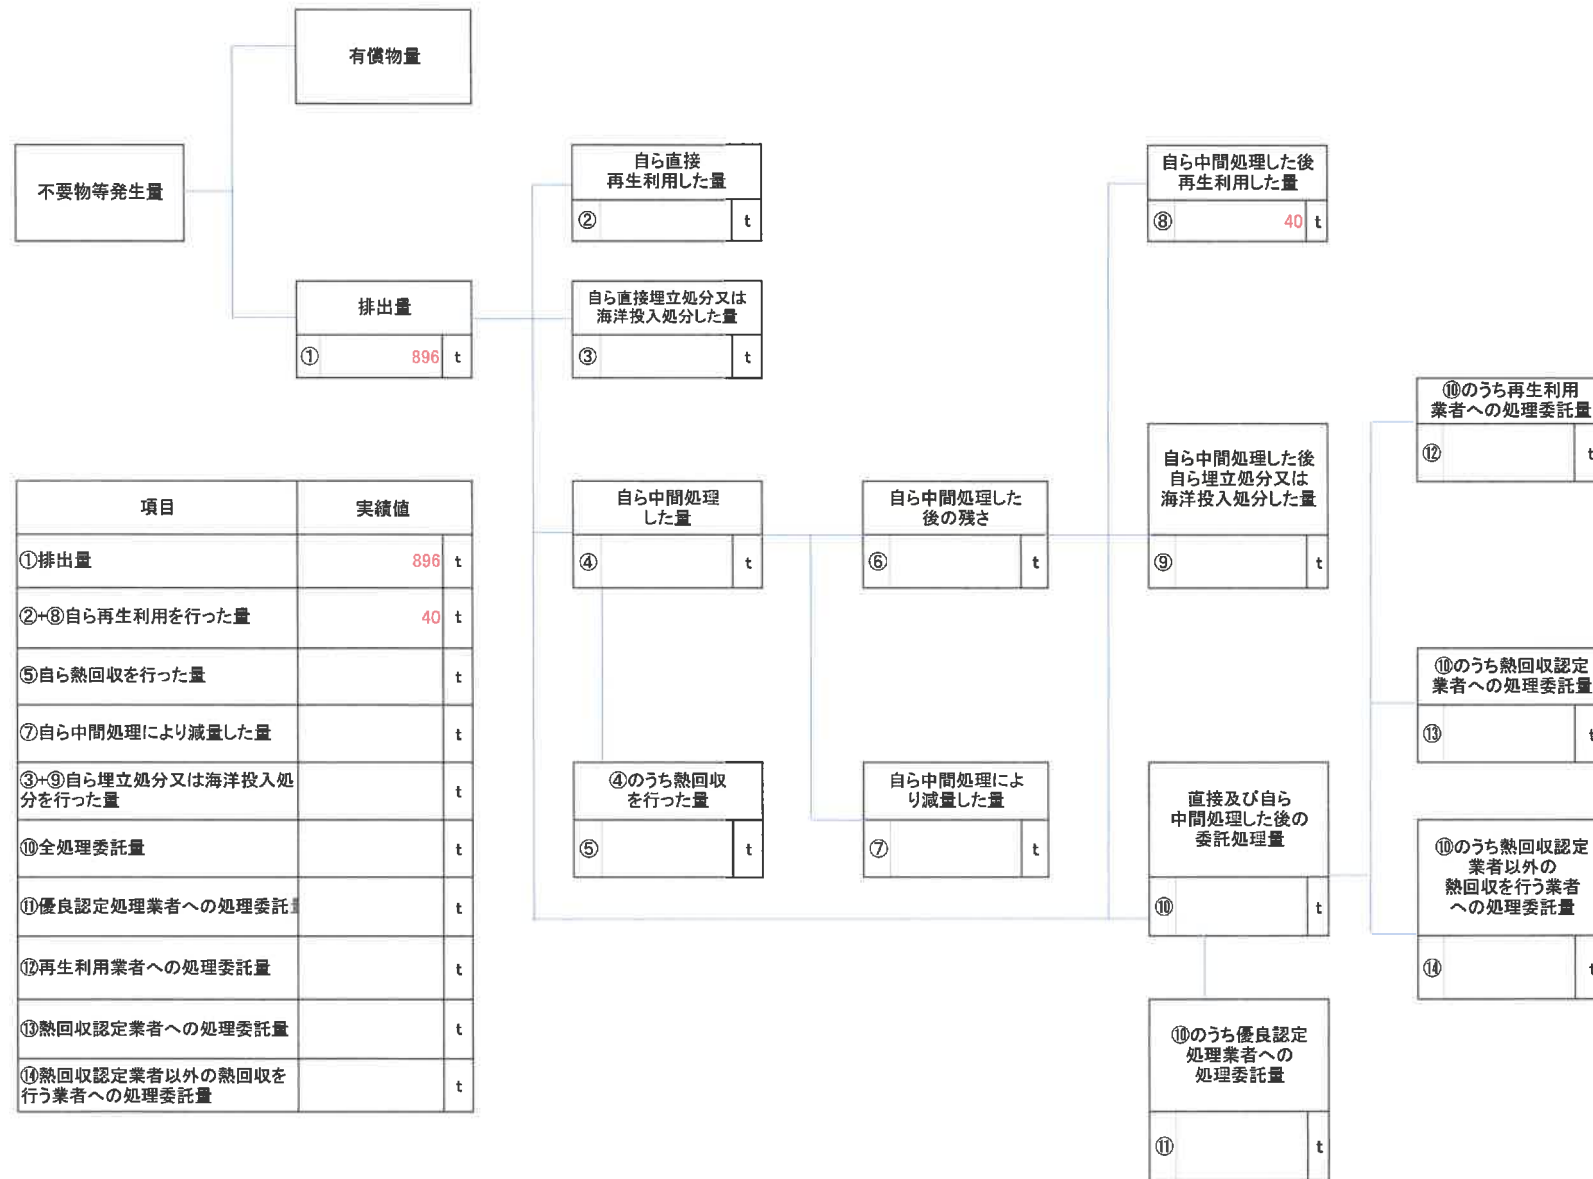 有償物量
不要物等発生量
自ら直接
再生利用した量
② t
自ら中間処理した後
再生利用した量
⑧ 40 t
排出量
① 896 t
自ら直接埋立処分又は
海洋投入処分した量
③ t
⑩のうち再生利用
業者への処理委託量
⑫ t
自ら中間処理した後
自ら埋立処分又は
海洋投入処分した量
⑨ t
自ら中間処理
した量
④ t
自ら中間処理した
後の残さ
⑥ t
項目 実績値
①排出量 896 t
②+⑧自ら再生利用を行った量 40 t
⑤自ら熱回収を行った量 t
⑦自ら中間処理により減量した量 t
③+⑨自ら埋立処分又は海洋投入処
分を行った量 t
⑩全処理委託量 t
⑪優良認定処理業者への処理委託 t
⑫再生利用業者への処理委託量 t
⑬熱回収認定業者への処理委託量 t
⑭熱回収認定業者以外の熱回収を
行う業者への処理委託量 t
⑩のうち熱回収認定
業者への処理委託量
⑬ t
④のうち熱回収
を行った量
⑤ t
自ら中間処理によ
り減量した量
⑦ t
直接及び自ら
中間処理した後の
委託処理量
⑩ t
⑩のうち熱回収認定
業者以外の
熱回収を行う業者
への処理委託量
⑭ t
⑩のうち優良認定
処理業者への
処理委託量
⑪ t